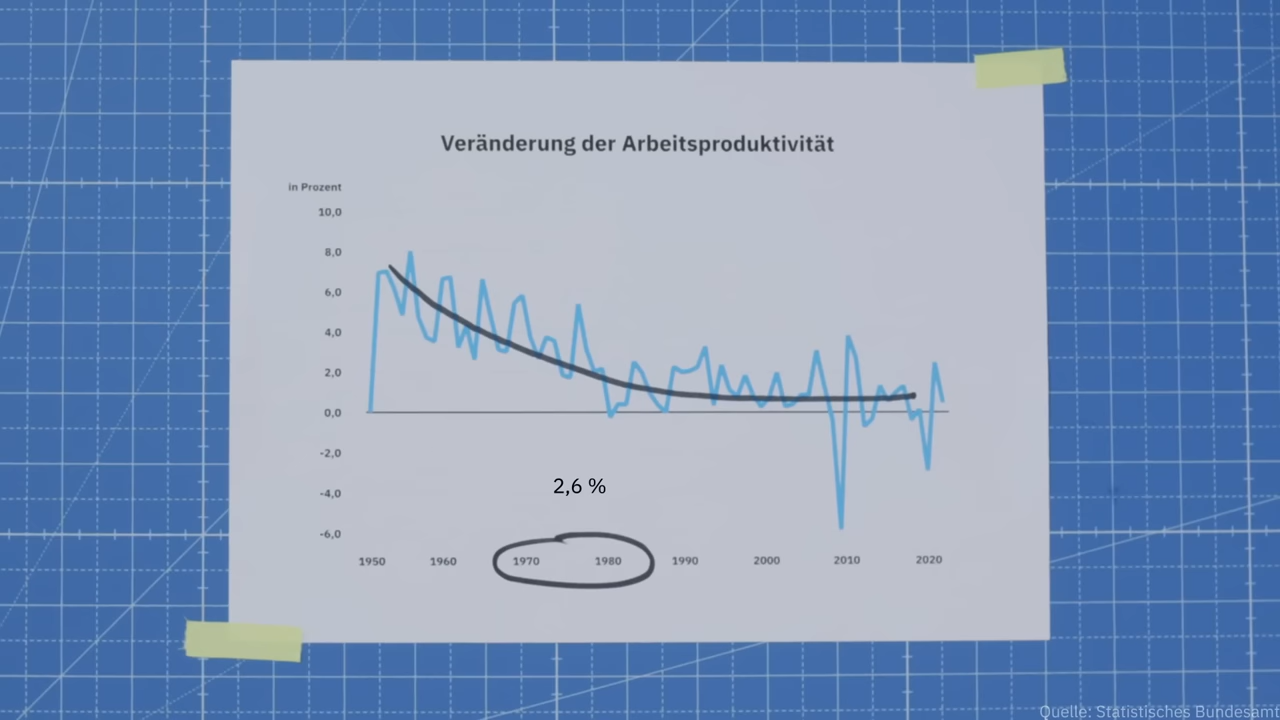 Veränderung der Arbeitsproduktivität
in Prozent
10,0
8,0
6,0
4,0
2,0
0,0
-2,0
-4,0
-6,0
2,6 %
1950 1960 1970 1980 1990 2000 2010 2020
Quelle: Statistisches Bundesamt